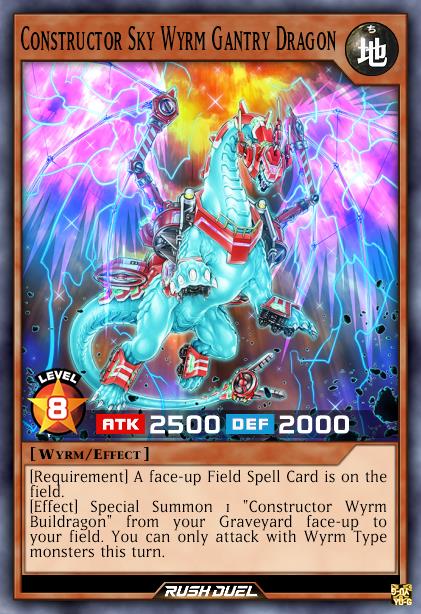 Constructor Sky Wyrm Gantry Dragon
ち
地
LEVEL
8
ATK 2500 DEF 2000
[Wyrm/Effect]
[Requirement] A face-up Field Spell Card is on the
field.
[Effect] Special Summon 1 "Constructor Wyrm
Buildragon" from your Graveyard face-up to
your field. You can only attack with Wyrm Type
monsters this turn.
RUSH DUEL